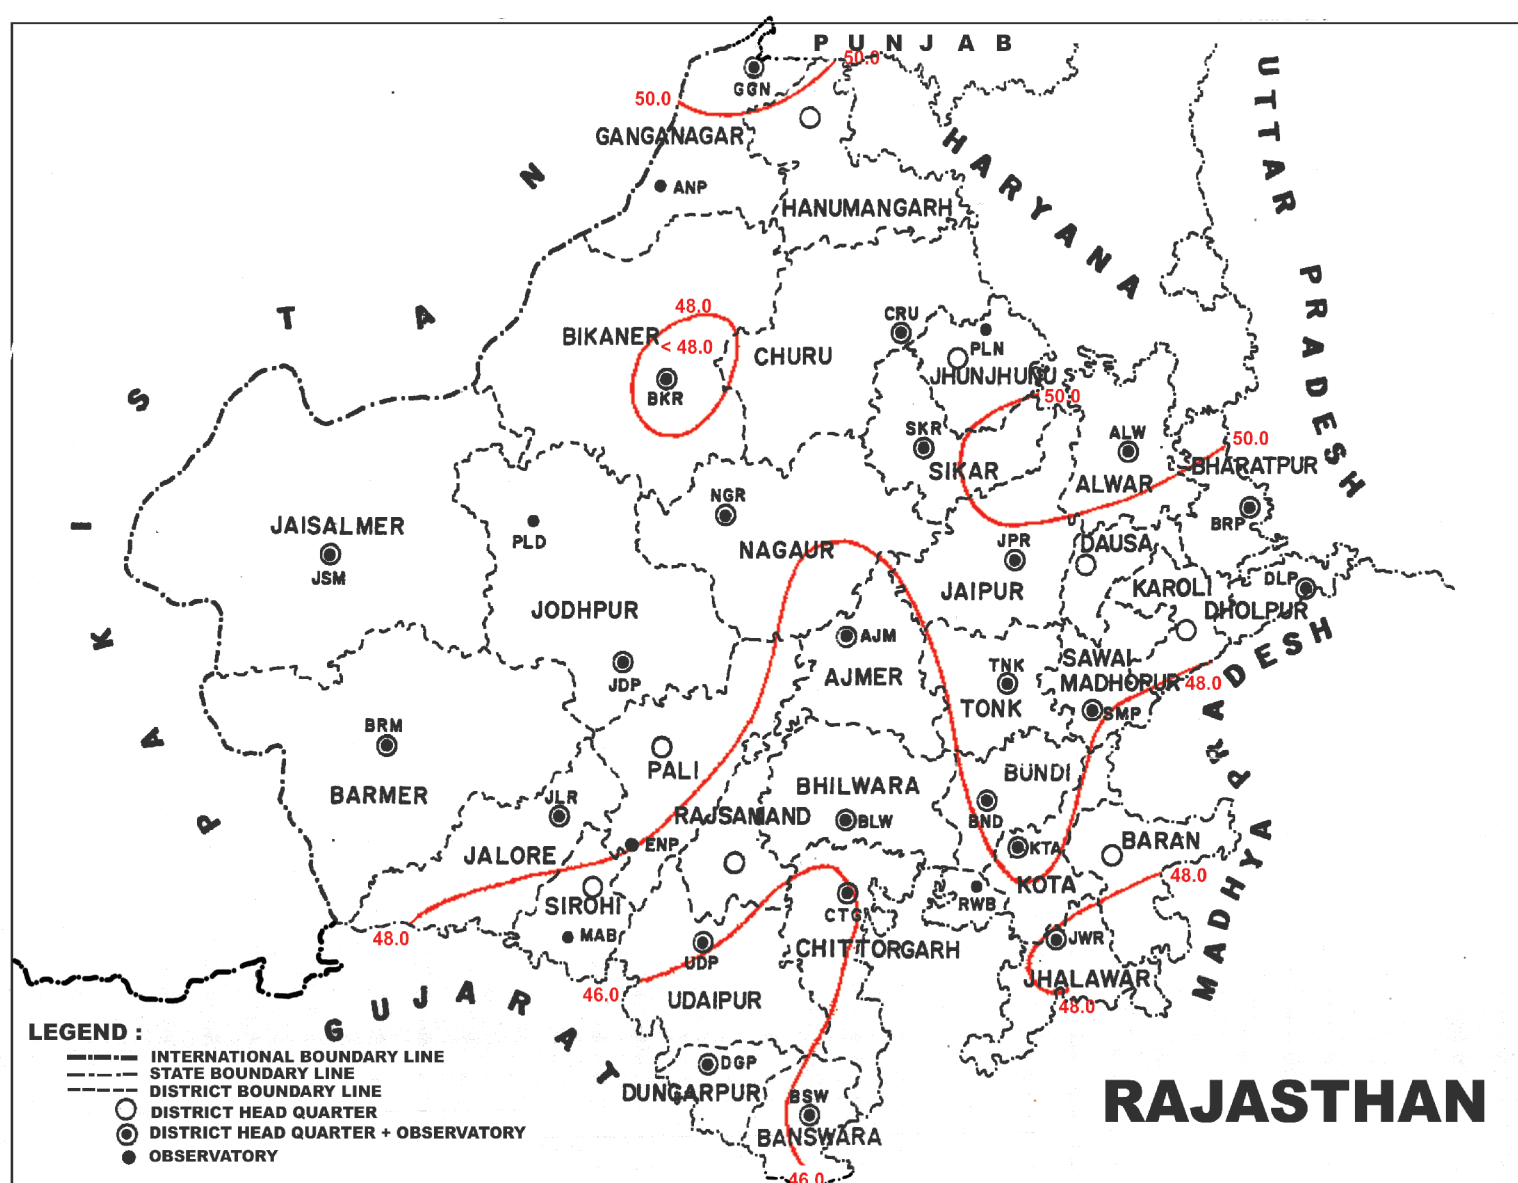 PUNJAB
50.0
GGN
50.0
GANGANAGAR
HARYANA
UTTAR PRADESH
PAKISTAN
ANP
HANUMANGARH
48.0
CRU
BIKANER
< 48.0
CHURU
PLN
JHUNJHUNU
BKR
50.0
SKR
ALW
50.0
SIKAR
BHARATPUR
ALWAR
NGR
JAISALMER
BRP
PLD
NAGAUR
JPR
DAUSA
JSM
JAIPUR
KAROLI
DLP
JODHPUR
DHOLPUR
AJM
MADHYA PRADESH
JDP
AJMER
TNK
SAWAI
MADHOPUR
48.0
TONK
SMP
BRM
PALI
BUNDI
BARMER
BHILWARA
JLR
RAJSAMAND
BLW
BND
JALORE
ENP
KTA
BARAN
KOTA
48.0
SIROHI
CTG
RWB
48.0
MAB
UDP
CHITTORGARH
JWR
46.0
UDAIPUR
JHALAWAR
48.0
GUJARAT
DGP
DUNGARPUR
BSW
BANSWARA
46.0
LEGEND :
INTERNATIONAL BOUNDARY LINE
STATE BOUNDARY LINE
DISTRICT BOUNDARY LINE
DISTRICT HEAD QUARTER
DISTRICT HEAD QUARTER + OBSERVATORY
OBSERVATORY
RAJASTHAN